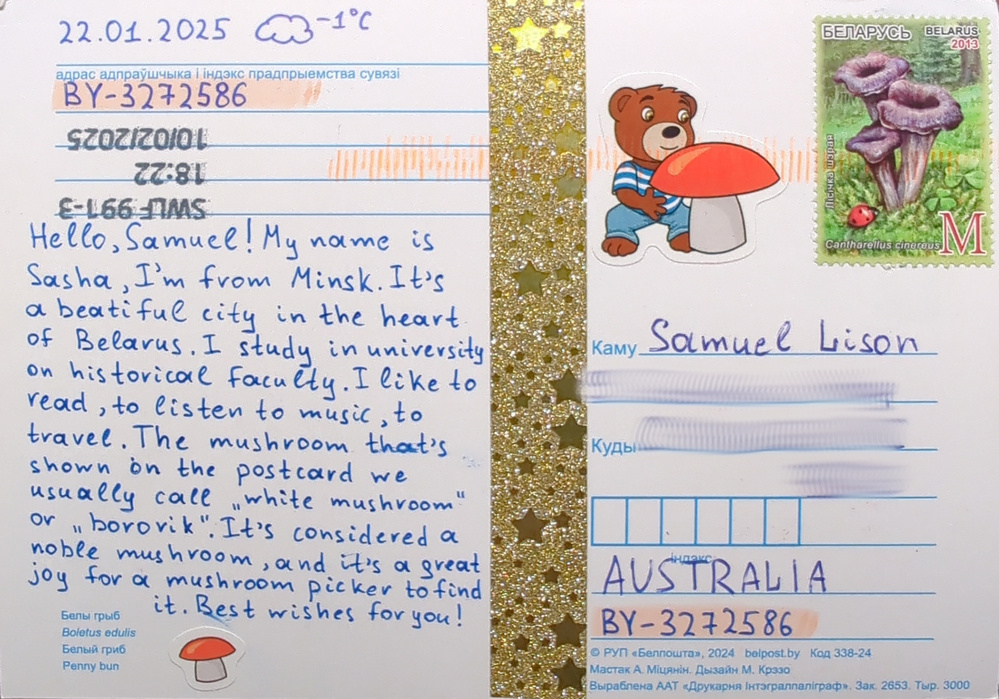 22.01.2025 -1°C
адрас адпраўшчыка і індэкс прадпрыемства сувязі
BY-3272586
10/02/2025
18:22
SWLF 991-3
Hello, Samuel! My name is
Sasha, I'm from Minsk. It's
a beatiful city in the heart
of Belarus. I study in university
on historical faculty. I like to
read, to listen to music, to
travel. The mushroom that's
shown on the postcard we
usually call „white mushroom"
or „borovik". It's considered a
noble mushroom, and it's a great
joy for a mushroom picker to find
it. Best wishes for you!
Белы грыб
Boletus edulis
Белый гриб
Penny bun
БЕЛАРУСЬ BELARUS
2013
Лісічка шэрая
Cantharellus cinereus
M
Каму Samuel Lison
Куды
індэкс
AUSTRALIA
BY-3272586
© РУП «Белпошта», 2024 belpost.by Код 338-24
Мастак А. Міцянін. Дызайн М. Крэзо
Выраблена ААТ «Друкарня Інтэгралпаліграф». Зак. 2653. Тыр. 3000